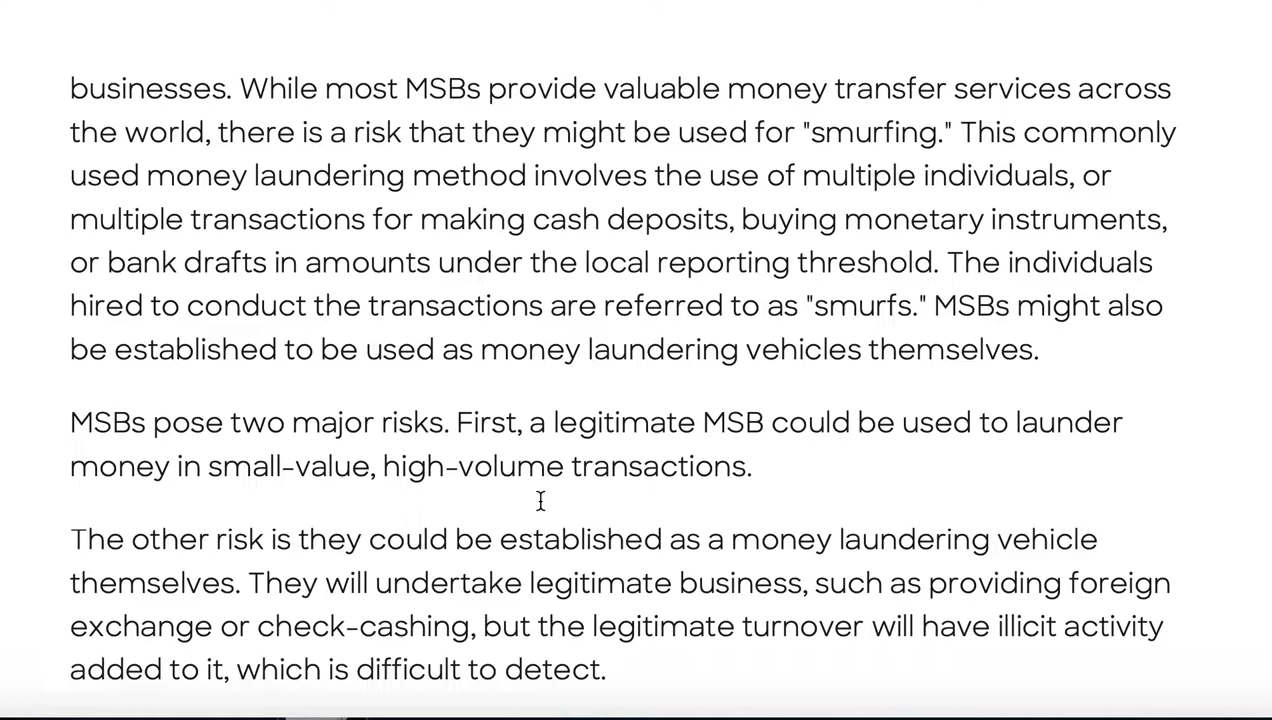 businesses. While most MSBs provide valuable money transfer services across
the world, there is a risk that they might be used for "smurfing." This commonly
used money laundering method involves the use of multiple individuals, or
multiple transactions for making cash deposits, buying monetary instruments,
or bank drafts in amounts under the local reporting threshold. The individuals
hired to conduct the transactions are referred to as "smurfs." MSBs might also
be established to be used as money laundering vehicles themselves.
MSBs pose two major risks. First, a legitimate MSB could be used to launder
money in small-value, high-volume transactions.
The other risk is they could be established as a money laundering vehicle
themselves. They will undertake legitimate business, such as providing foreign
exchange or check-cashing, but the legitimate turnover will have illicit activity
added to it, which is difficult to detect.